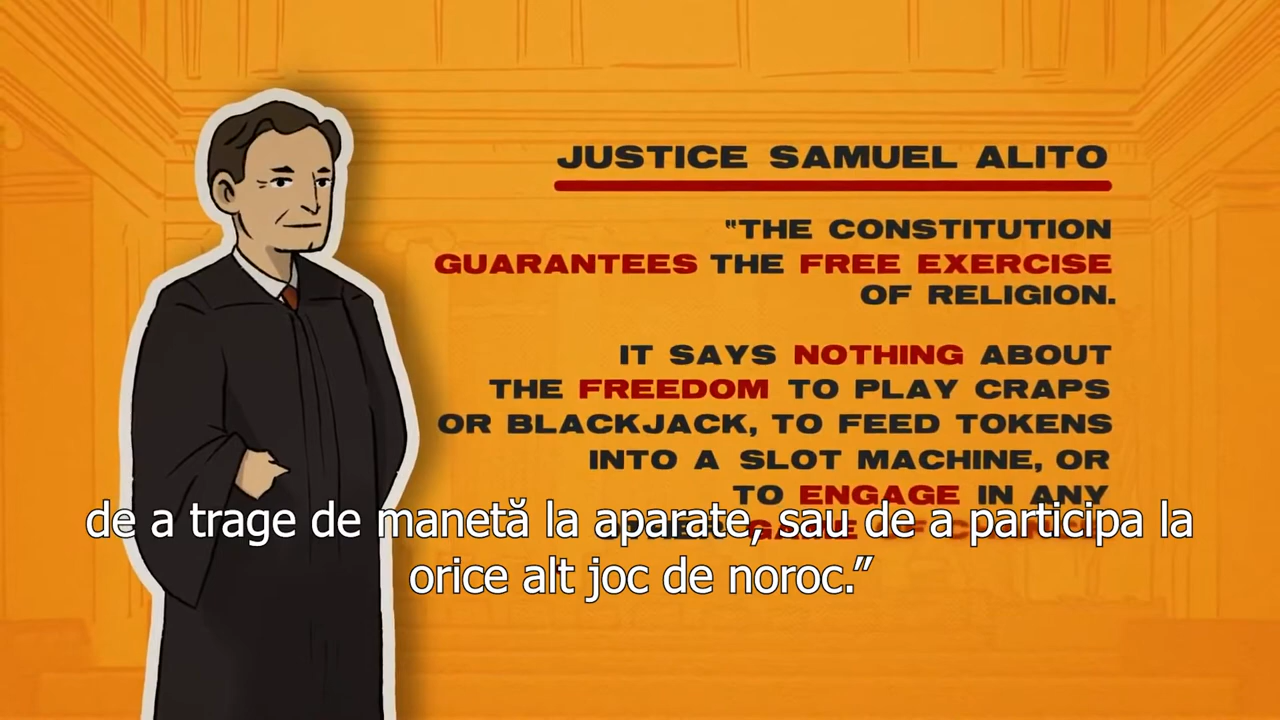 JUSTICE SAMUEL ALITO
"THE CONSTITUTION
GUARANTEES THE FREE EXERCISE
OF RELIGION.
IT SAYS NOTHING ABOUT
THE FREEDOM TO PLAY CRAPS
OR BLACKJACK, TO FEED TOKENS
INTO A SLOT MACHINE, OR
TO ENGAGE IN ANY
GAME OF
de a trage de manetă la aparate, sau de a participa la
orice alt joc de noroc.”